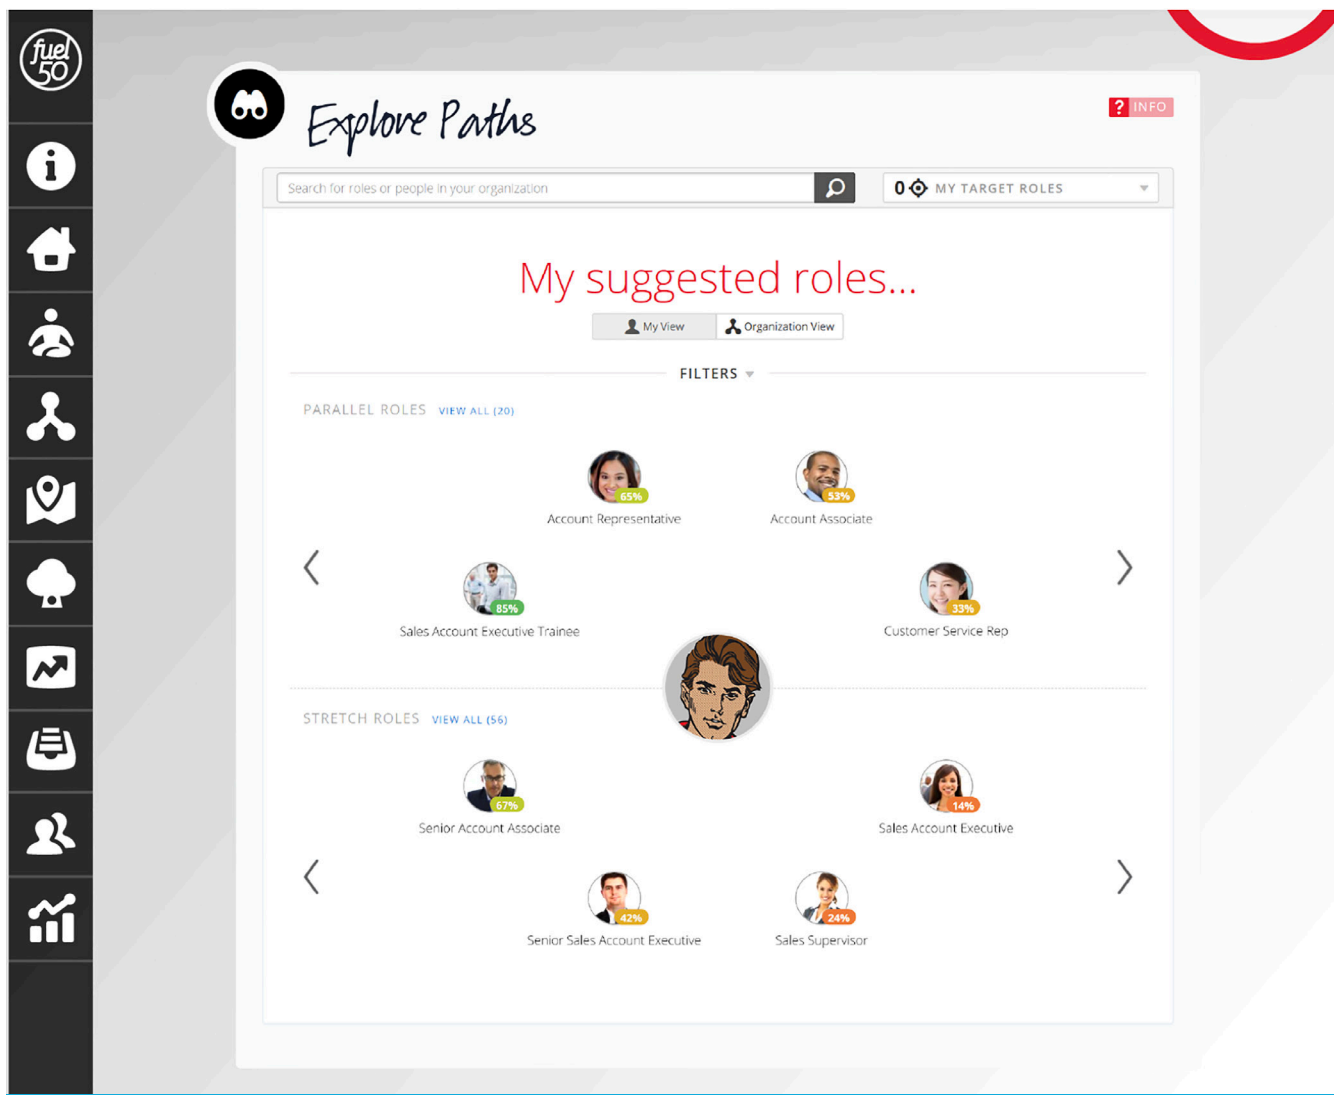 fuel
50
Explore Paths
? INFO
Search for roles or people in your organization
0 MY TARGET ROLES
My suggested roles...
My View
Organization View
FILTERS
PARALLEL ROLES VIEW ALL (20)
65%
53%
Account Representative
Account Associate
85%
33%
Sales Account Executive Trainee
Customer Service Rep
STRETCH ROLES VIEW ALL (56)
67%
14%
Senior Account Associate
Sales Account Executive
42%
24%
Senior Sales Account Executive
Sales Supervisor